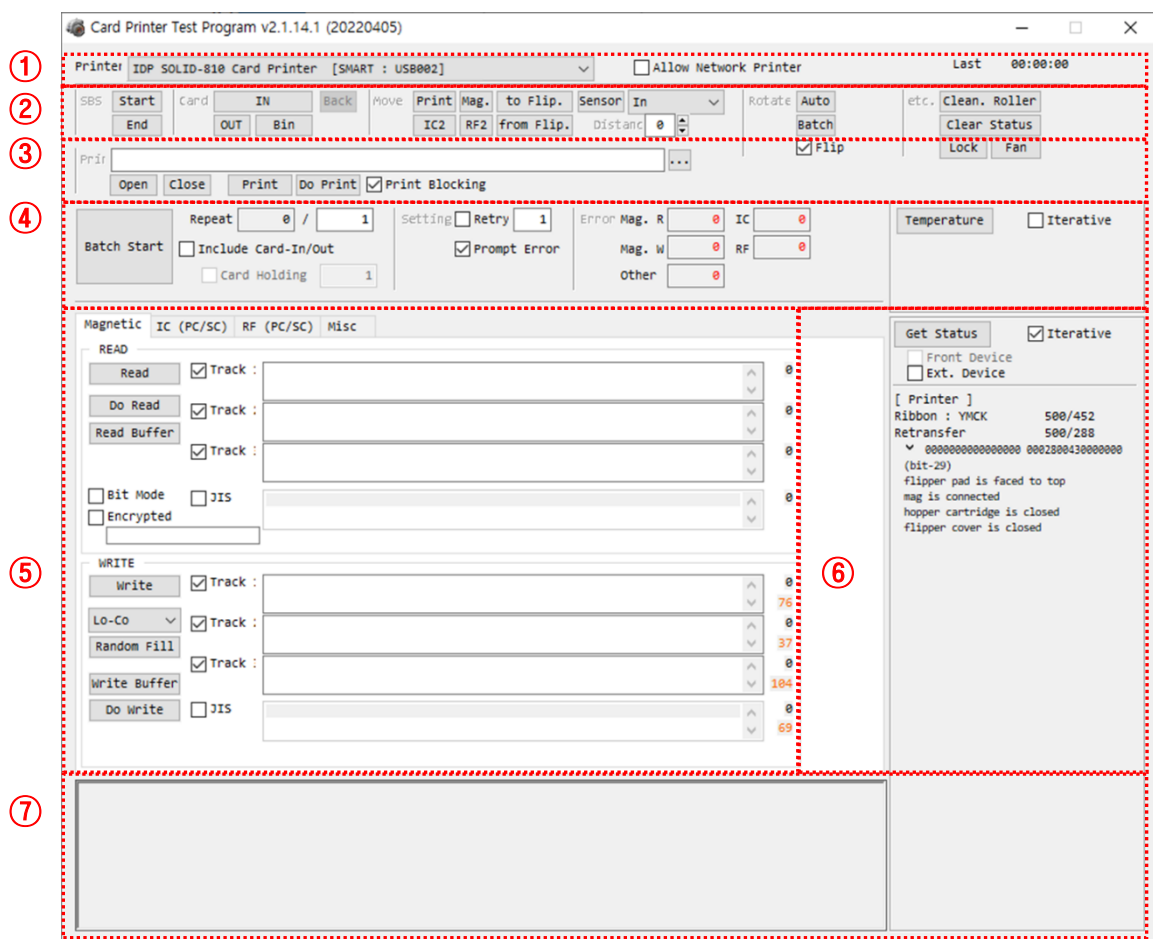 Card Printer Test Program v2.1.14.1 (20220405)
① Printer IDP SOLID-810 Card Printer [SMART : USB002] Allow Network Printer Last 00:00:00
② SBS Start Card IN Back Move Print Mag. to Flip. Sensor In Rotate Auto etc. Clean. Roller
End OUT Bin IC2 RF2 from Flip. Distanc 0 Batch Clear Status
③ Flip Lock Fan
Prir ...
Open Close Print Do Print Print Blocking
④ Batch Start Repeat 0 / 1 Setting Retry 1 Error Mag. R 0 IC 0 Temperature Iterative
Include Card-In/Out Prompt Error Mag. W 0 RF 0
Card Holding 1 Other 0
Magnetic IC (PC/SC) RF (PC/SC) Misc
READ
Read Track : 0
Do Read Track : 0
Read Buffer
Track : 0
Bit Mode JIS 0
Encrypted
⑤
WRITE
Write Track : 0
76
Lo-Co Track : 0
Random Fill 37
Track : 0
Write Buffer 104
Do Write JIS 0
69
⑥
Get Status Iterative
Front Device
Ext. Device
[ Printer ]
Ribbon : YMCK 500/452
Retransfer 500/288
0000000000000000 0002800430000000
(bit-29)
flipper pad is faced to top
mag is connected
hopper cartridge is closed
flipper cover is closed
⑦